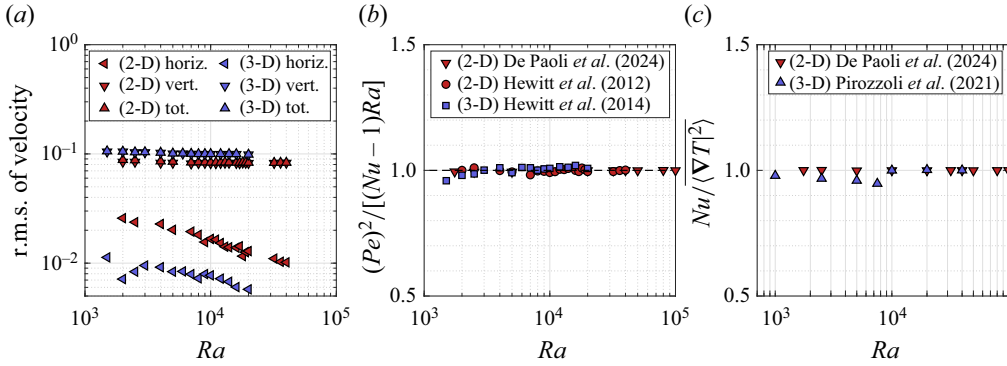 (a)
r.m.s. of velocity
10^0
10^{-1}
10^{-2}
(2-D) horiz.
(2-D) vert.
(2-D) tot.
(3-D) horiz.
(3-D) vert.
(3-D) tot.
10^3
10^4
10^5
Ra
(b)
(Pe)^2/[(Nu − 1)Ra]
1.5
1.0
0.5
(2-D) De Paoli et al. (2024)
(2-D) Hewitt et al. (2012)
(3-D) Hewitt et al. (2014)
10^3
10^4
10^5
Ra
(c)
Nu/⟨|∇T|^2⟩
1.5
1.0
0.5
(2-D) De Paoli et al. (2024)
(3-D) Pirozzoli et al. (2021)
10^3
10^4
10^5
Ra